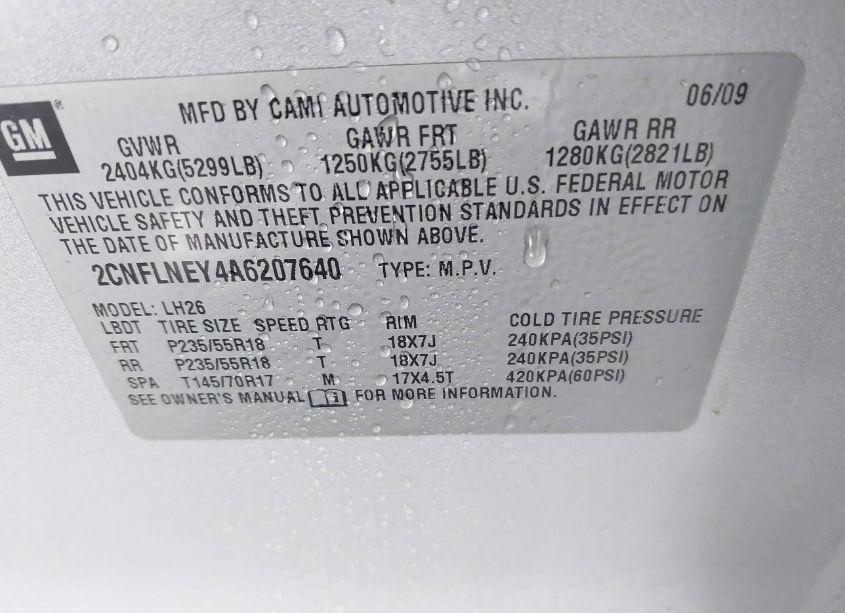 GM®
MFD BY CAMI AUTOMOTIVE INC. 06/09
GVWR GAWR FRT GAWR RR
2404KG(5299LB) 1250KG(2755LB) 1280KG(2821LB)
THIS VEHICLE CONFORMS TO ALL APPLICABLE U.S. FEDERAL MOTOR
VEHICLE SAFETY AND THEFT PREVENTION STANDARDS IN EFFECT ON
THE DATE OF MANUFACTURE SHOWN ABOVE.
2CNFLNEY4A6207640 TYPE: M.P.V.
MODEL: LH26
LBDT TIRE SIZE SPEED RTG RIM COLD TIRE PRESSURE
FRT P235/55R18 T 18X7J 240KPA(35PSI)
RR P235/55R18 T 18X7J 240KPA(35PSI)
SPA T145/70R17 M 17X4.5T 420KPA(60PSI)
SEE OWNER'S MANUAL FOR MORE INFORMATION.